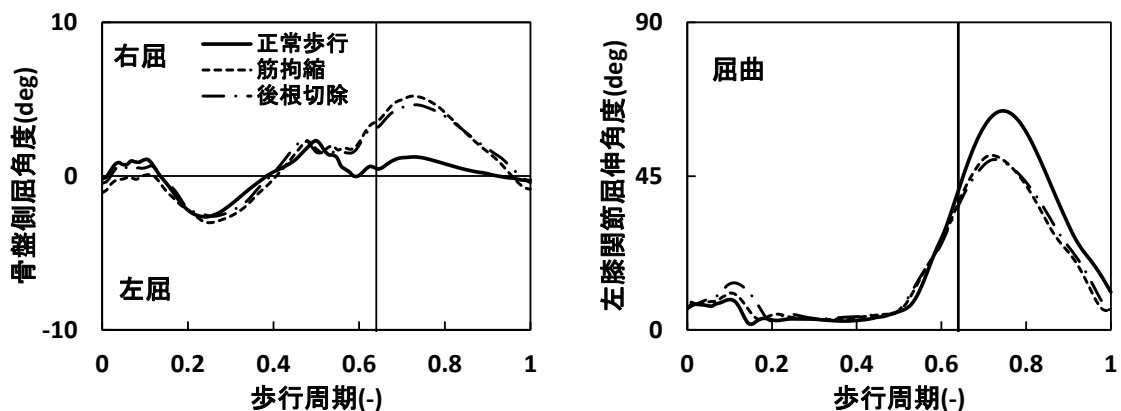 骨盤側屈角度(deg)
10
0
-10
右屈
正常歩行
筋拘縮
後根切除
左屈
0 0.2 0.4 0.6 0.8 1
歩行周期(-)
左膝関節屈伸角度(deg)
90
45
0
屈曲
0 0.2 0.4 0.6 0.8 1
歩行周期(-)